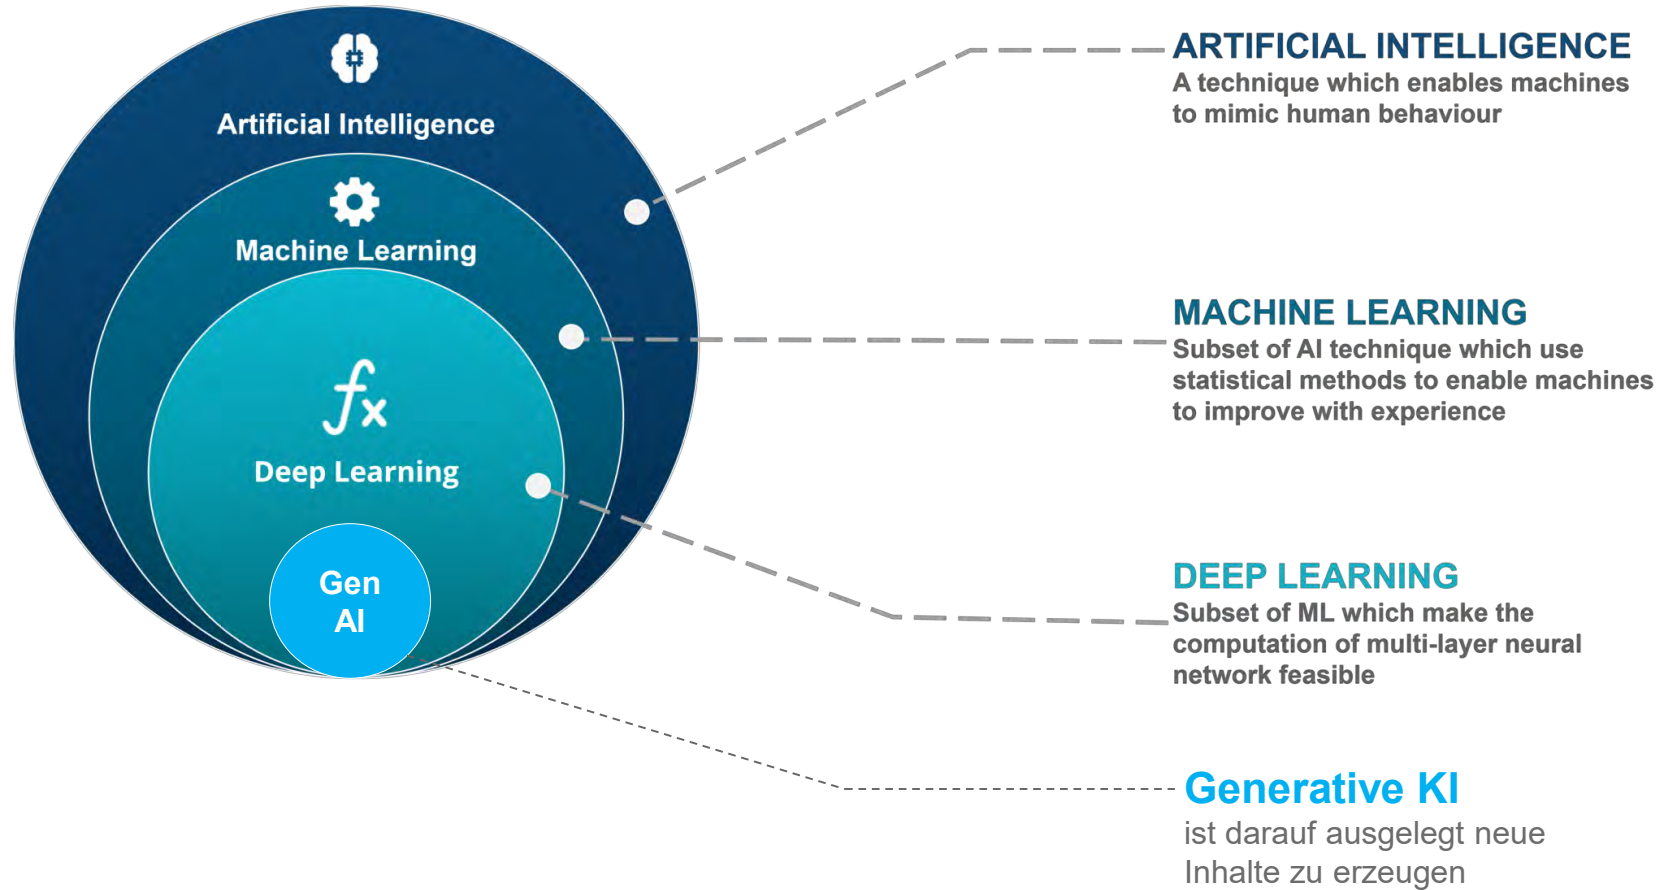 Artificial Intelligence
Machine Learning
fx
Deep Learning
Gen
AI
ARTIFICIAL INTELLIGENCE
A technique which enables machines
to mimic human behaviour
MACHINE LEARNING
Subset of AI technique which use
statistical methods to enable machines
to improve with experience
DEEP LEARNING
Subset of ML which make the
computation of multi-layer neural
network feasible
Generative KI
ist darauf ausgelegt neue
Inhalte zu erzeugen